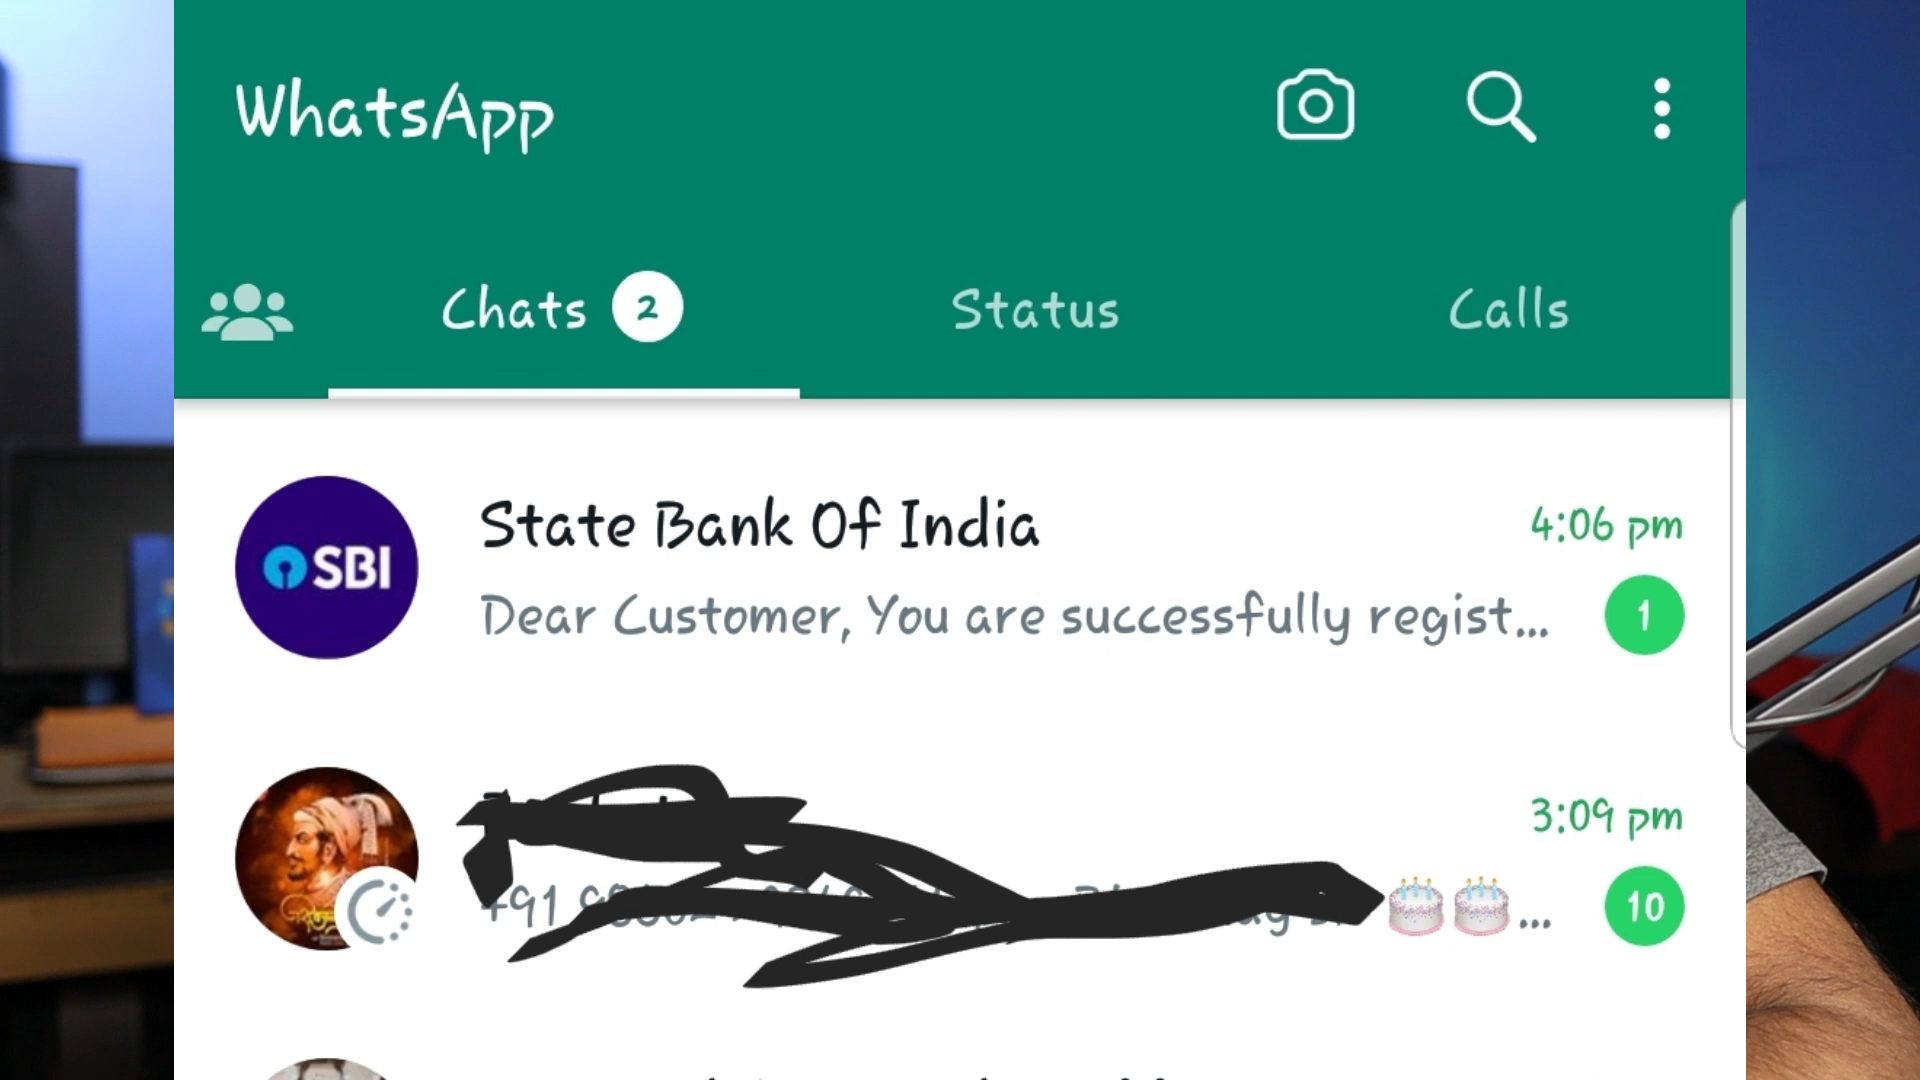 WhatsApp
Chats 2
Status
Calls
SBI
State Bank Of India
4:06 pm
Dear Customer, You are successfully regist...
1
3:09 pm
+91
🎂🎂...
10